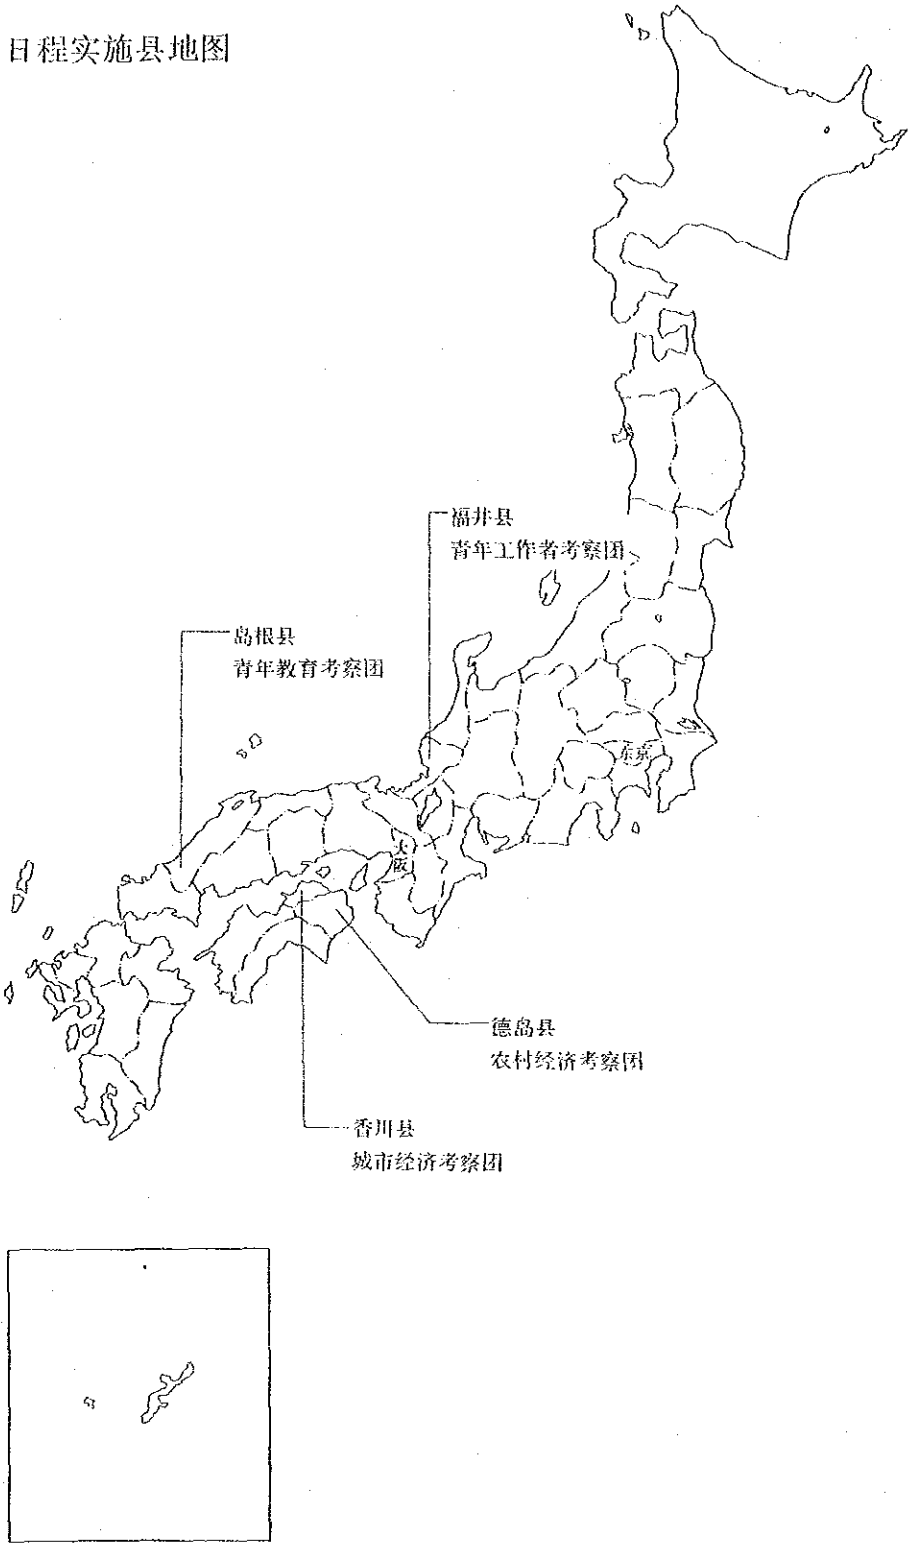 日程实施县地图
福井县
青年工作者考察团
岛根县
青年教育考察团
东京
大阪
德岛县
农村经济考察团
香川县
城市经济考察团